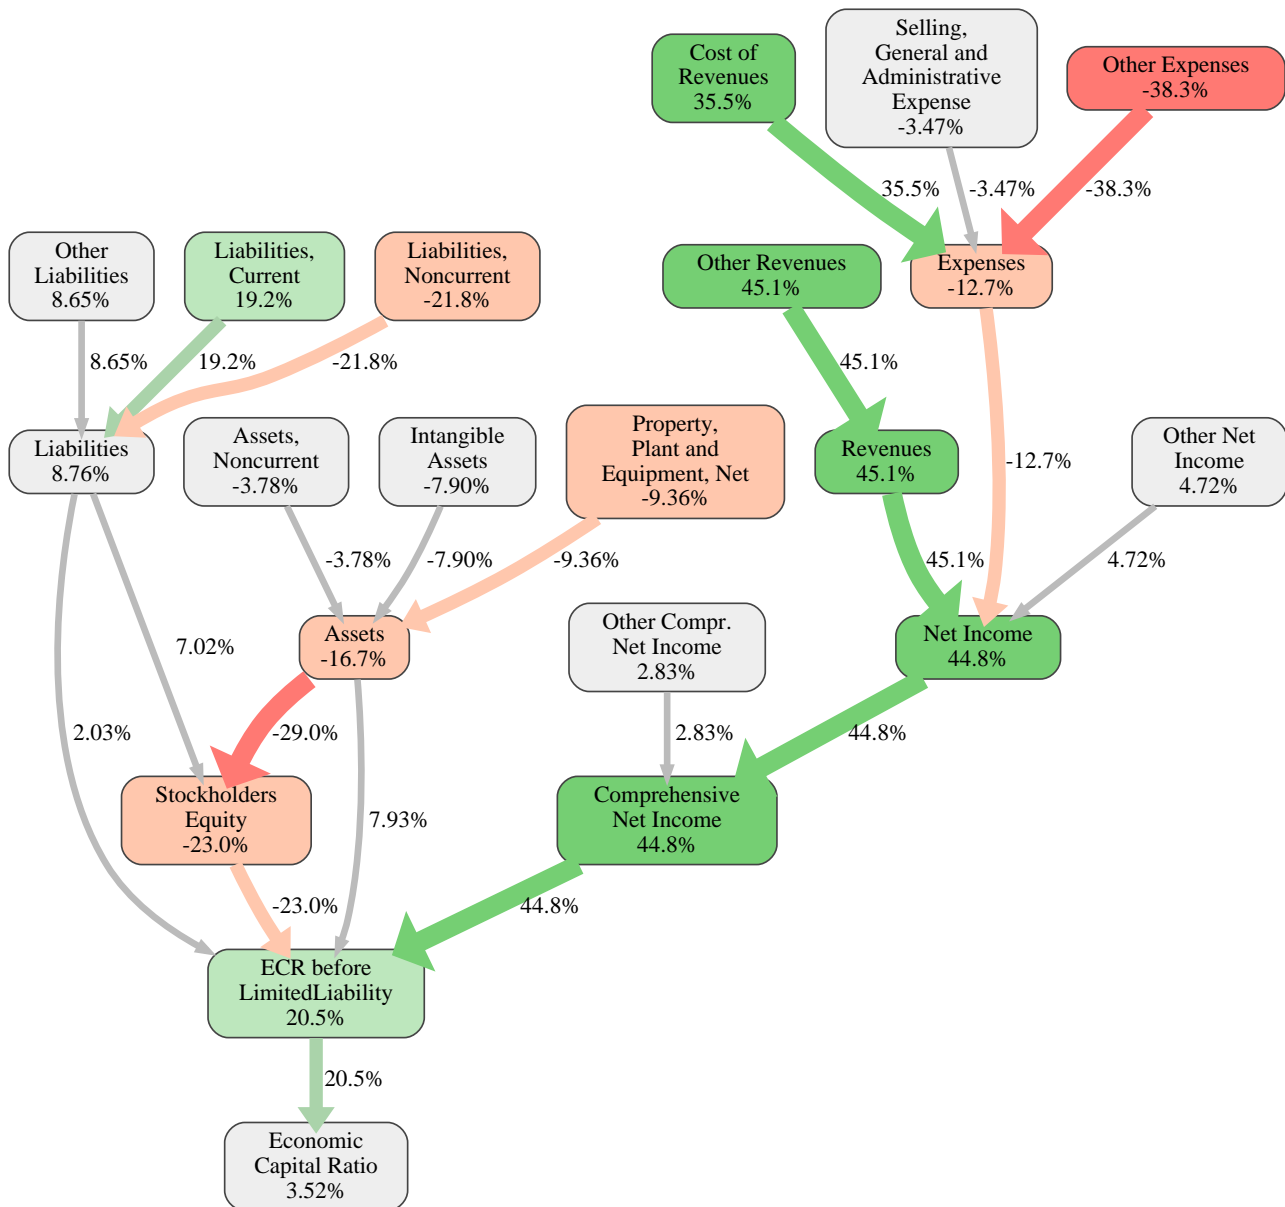 Cost of
Revenues
35.5%
Selling,
General and
Administrative
Expense
-3.47%
Other Expenses
-38.3%
35.5%
-3.47%
-38.3%
Other
Liabilities
8.65%
Liabilities,
Current
19.2%
Liabilities,
Noncurrent
-21.8%
Other Revenues
45.1%
Expenses
-12.7%
8.65%
19.2%
-21.8%
45.1%
Liabilities
8.76%
Assets,
Noncurrent
-3.78%
Intangible
Assets
-7.90%
Property,
Plant and
Equipment, Net
-9.36%
Revenues
45.1%
-12.7%
Other Net
Income
4.72%
-3.78%
-7.90%
-9.36%
45.1%
4.72%
7.02%
Assets
-16.7%
Other Compr.
Net Income
2.83%
Net Income
44.8%
2.03%
-29.0%
2.83%
44.8%
Stockholders
Equity
-23.0%
7.93%
Comprehensive
Net Income
44.8%
-23.0%
44.8%
ECR before
LimitedLiability
20.5%
20.5%
Economic
Capital Ratio
3.52%